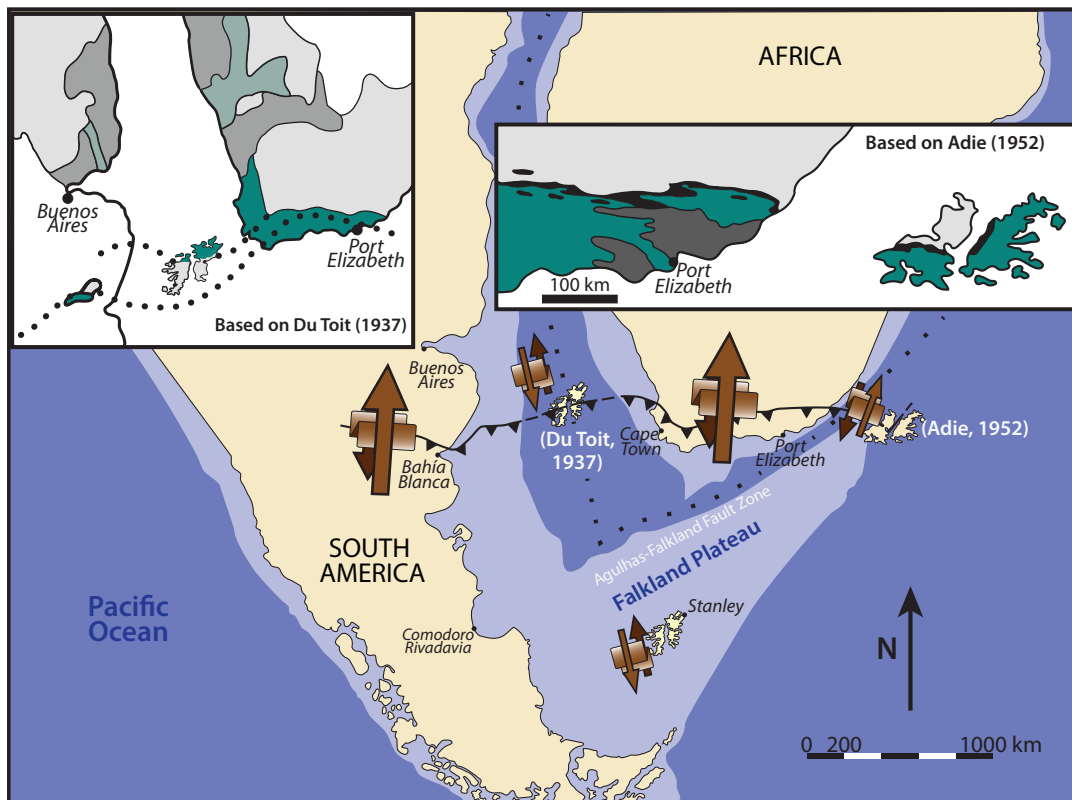 AFRICA
Buenos
Aires
Port
Elizabeth
Based on Du Toit (1937)
Based on Adie (1952)
Port
Elizabeth
100 km
Buenos
Aires
Bahía
Blanca
(Du Toit,
1937)
Cape
Town
Port
Elizabeth
(Adie, 1952)
Agulhas-Falkland Fault Zone
Falkland Plateau
SOUTH
AMERICA
Pacific
Ocean
Comodoro
Rivadavia
Stanley
N
0 200 1000 km